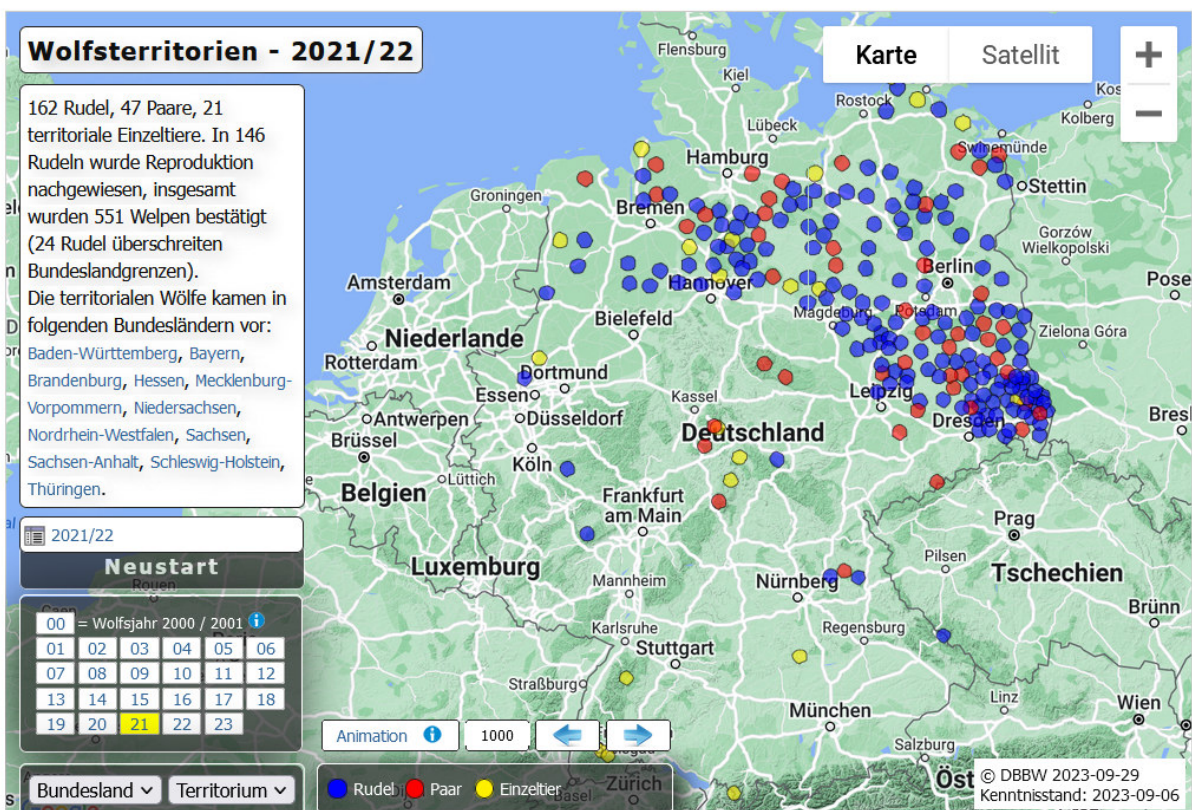 Wolfsterritorien - 2021/22
162 Rudel, 47 Paare, 21
territoriale Einzeltiere. In 146
Rudeln wurde Reproduktion
nachgewiesen, insgesamt
wurden 551 Welpen bestätigt
(24 Rudel überschreiten
Bundeslandgrenzen).
Die territorialen Wölfe kamen in
folgenden Bundesländern vor:
Baden-Württemberg, Bayern,
Brandenburg, Hessen, Mecklenburg-
Vorpommern, Niedersachsen,
Nordrhein-Westfalen, Sachsen,
Sachsen-Anhalt, Schleswig-Holstein,
Thüringen.
2021/22
Neustart
Rouen
Caen
00 = Wolfsjahr 2000 / 2001
01 02 03 04 05 06
07 08 09 10 11 12
13 14 15 16 17 18
19 20 21 22 23
Bundesland Territorium
Karte Satellit
Flensburg
Kiel
Rostock
Kolberg
Lübeck
Swinemünde
Hamburg
Stettin
Groningen
Bremen
Gorzów
Wielkopolski
Berlin
Amsterdam
Hannover
Magdeburg
Potsdam
Bielefeld
Zielona Góra
Niederlande
Rotterdam
Dortmund
Essen
Leipzig
Kassel
Antwerpen
Düsseldorf
Deutschland
Dresden
Brüssel
Köln
Lüttich
Belgien
Frankfurt
am Main
Prag
Pilsen
Luxemburg
Mannheim
Nürnberg
Tschechien
Brünn
Karlsruhe
Regensburg
Stuttgart
Straßburg
Linz
Wien
München
Salzburg
Zürich
Basel
Animation 1000
Rudel Paar Einzeltier
© DBBW 2023-09-29
Kenntnisstand: 2023-09-06